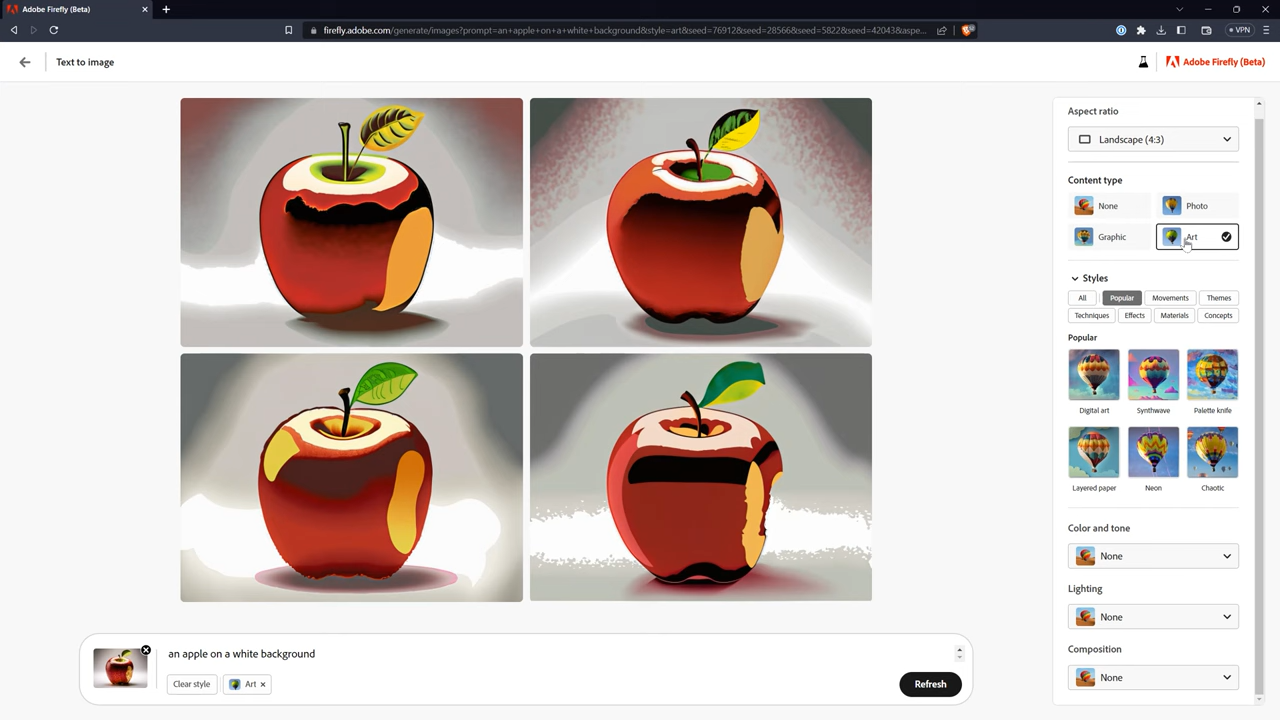 Adobe Firefly (Beta)
firefly.adobe.com/generate/images?prompt=an+apple+on+a+white+background&style=art&seed=76912&seed=28566&seed=5822&seed=42043&aspe...
VPN
Text to image
Adobe Firefly (Beta)
Aspect ratio
Landscape (4:3)
Content type
None
Photo
Graphic
Art
Styles
All
Popular
Movements
Themes
Techniques
Effects
Materials
Concepts
Popular
Digital art
Synthwave
Palette knife
Layered paper
Neon
Chaotic
Color and tone
None
Lighting
None
Composition
None
an apple on a white background
Clear style
Art
Refresh